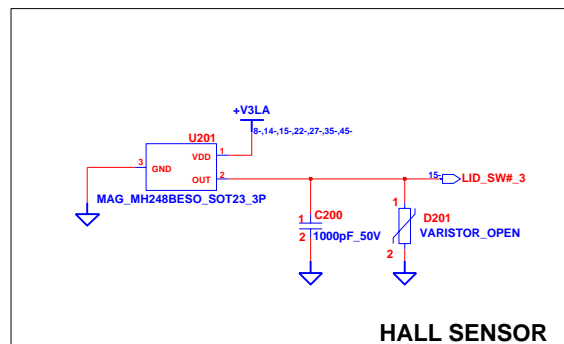 +V3LA
8-,14-,15-,22-,27-,35-,45-
U201
3 GND VDD 1
OUT 2
MAG_MH248BESO_SOT23_3P
15- LID_SW#_3
1 C200
2 1000pF_50V
1 D201
VARISTOR_OPEN
2
HALL SENSOR